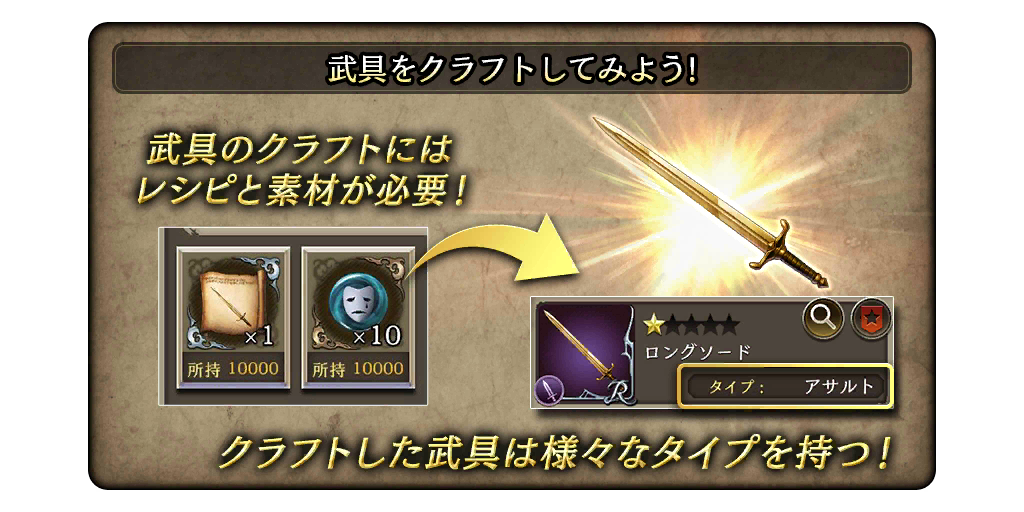 武具をクラフトしてみよう!
武具のクラフトには
レシピと素材が必要!
×1
×10
所持 10000
所持 10000
ロングソード
R
タイプ: アサルト
クラフトした武具は様々なタイプを持つ!